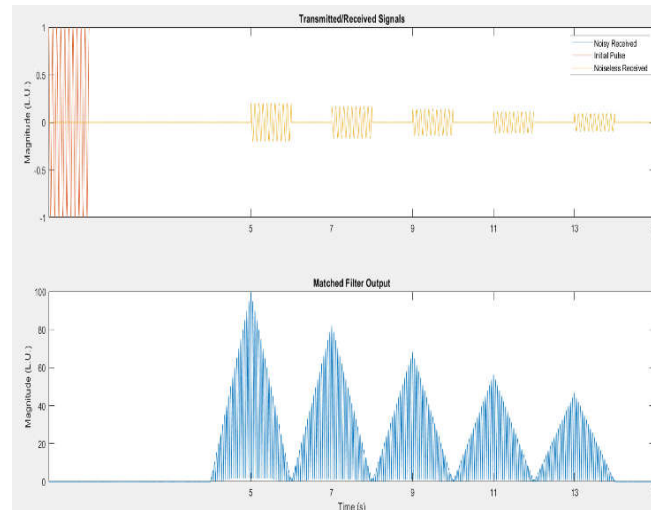 Transmitted/Received Signals
Noisy Received
Initial Pulse
Noiseless Received
Magnitude (L.U.)
1
0.5
0
-0.5
-1
5 7 9 11 13
Matched Filter Output
Magnitude (L.U.)
100
80
60
40
20
0
5 7 9 11 13
Time (s)